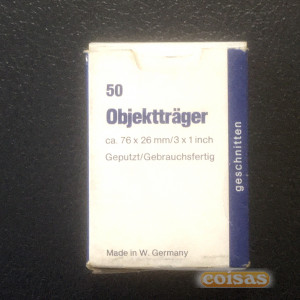 50
Objektträger
ca. 76 x 26 mm/3 x 1 inch
Geputzt/Gebrauchsfertig
geschnitten
Made in W. Germany
coisas